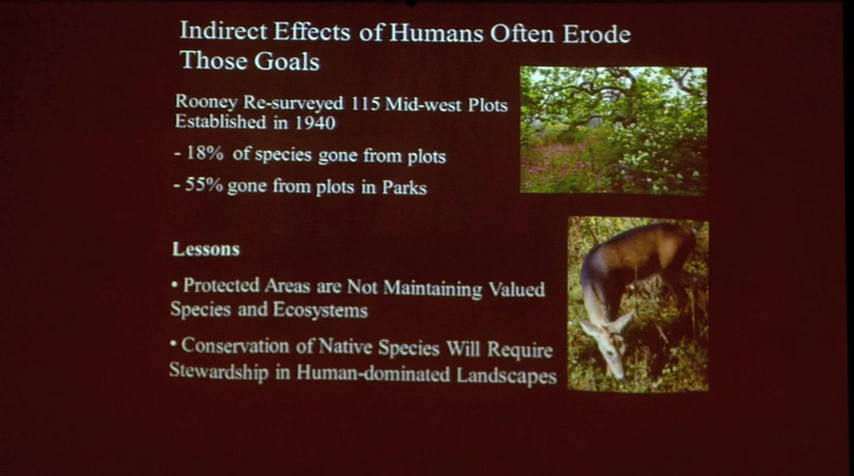 Indirect Effects of Humans Often Erode
Those Goals
Rooney Re-surveyed 115 Mid-west Plots
Established in 1940
- 18% of species gone from plots
- 55% gone from plots in Parks
Lessons
• Protected Areas are Not Maintaining Valued
Species and Ecosystems
• Conservation of Native Species Will Require
Stewardship in Human-dominated Landscapes